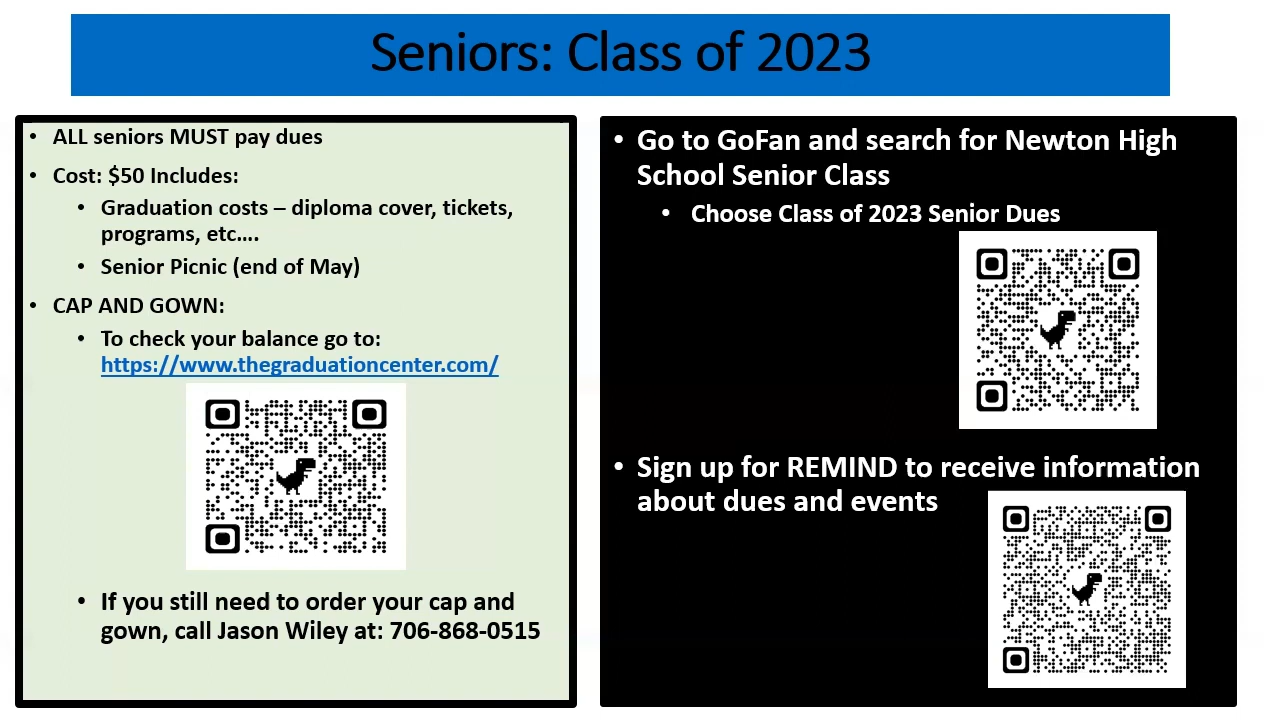 Seniors: Class of 2023
• ALL seniors MUST pay dues
• Cost: $50 Includes:
• Graduation costs – diploma cover, tickets,
programs, etc….
• Senior Picnic (end of May)
• CAP AND GOWN:
• To check your balance go to:
https://www.thegraduationcenter.com/
• If you still need to order your cap and
gown, call Jason Wiley at: 706-868-0515
• Go to GoFan and search for Newton High
School Senior Class
• Choose Class of 2023 Senior Dues
• Sign up for REMIND to receive information
about dues and events